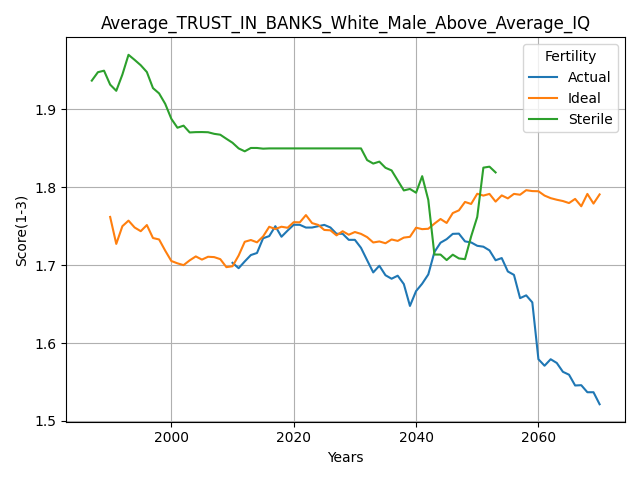 Average_TRUST_IN_BANKS_White_Male_Above_Average_IQ
Fertility
Actual
Ideal
Sterile
Score(1-3)
1.9
1.8
1.7
1.6
1.5
2000
2020
2040
2060
Years